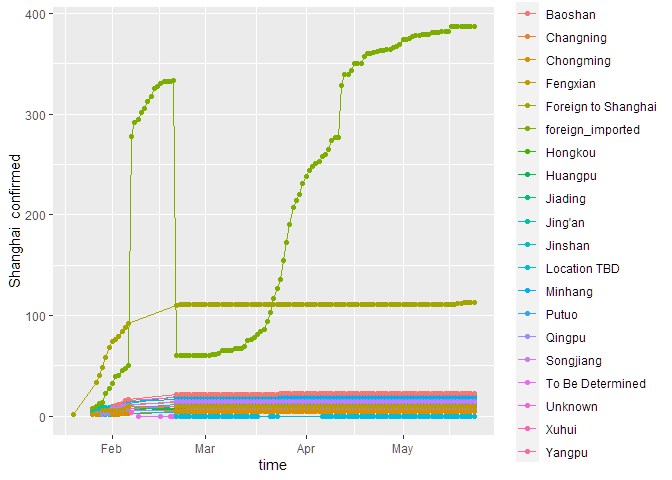 400
300
200
100
0
Shanghai confirmed
Feb
Mar
Apr
May
time
Baoshan
Changning
Chongming
Fengxian
Foreign to Shanghai
foreign_imported
Hongkou
Huangpu
Jiading
Jing'an
Jinshan
Location TBD
Minhang
Putuo
Qingpu
Songjiang
To Be Determined
Unknown
Xuhui
Yangpu